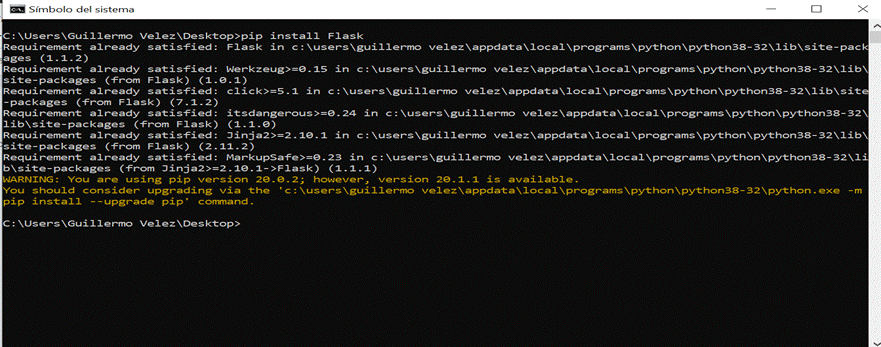 Símbolo del sistema
C:\Users\Guillermo Velez\Desktop>pip install Flask
Requirement already satisfied: Flask in c:\users\guillermo velez\appdata\local\programs\python\python38-32\lib\site-pack
ages (1.1.2)
Requirement already satisfied: Werkzeug>=0.15 in c:\users\guillermo velez\appdata\local\programs\python\python38-32\lib\
site-packages (from Flask) (1.0.1)
Requirement already satisfied: click>=5.1 in c:\users\guillermo velez\appdata\local\programs\python\python38-32\lib\site
-packages (from Flask) (7.1.2)
Requirement already satisfied: itsdangerous>=0.24 in c:\users\guillermo velez\appdata\local\programs\python\python38-32\
lib\site-packages (from Flask) (1.1.0)
Requirement already satisfied: Jinja2>=2.10.1 in c:\users\guillermo velez\appdata\local\programs\python\python38-32\lib\
site-packages (from Flask) (2.11.2)
Requirement already satisfied: MarkupSafe>=0.23 in c:\users\guillermo velez\appdata\local\programs\python\python38-32\li
b\site-packages (from Jinja2>=2.10.1->Flask) (1.1.1)
WARNING: You are using pip version 20.0.2; however, version 20.1.1 is available.
You should consider upgrading via the 'c:\users\guillermo velez\appdata\local\programs\python\python38-32\python.exe -m
pip install --upgrade pip' command.
C:\Users\Guillermo Velez\Desktop>